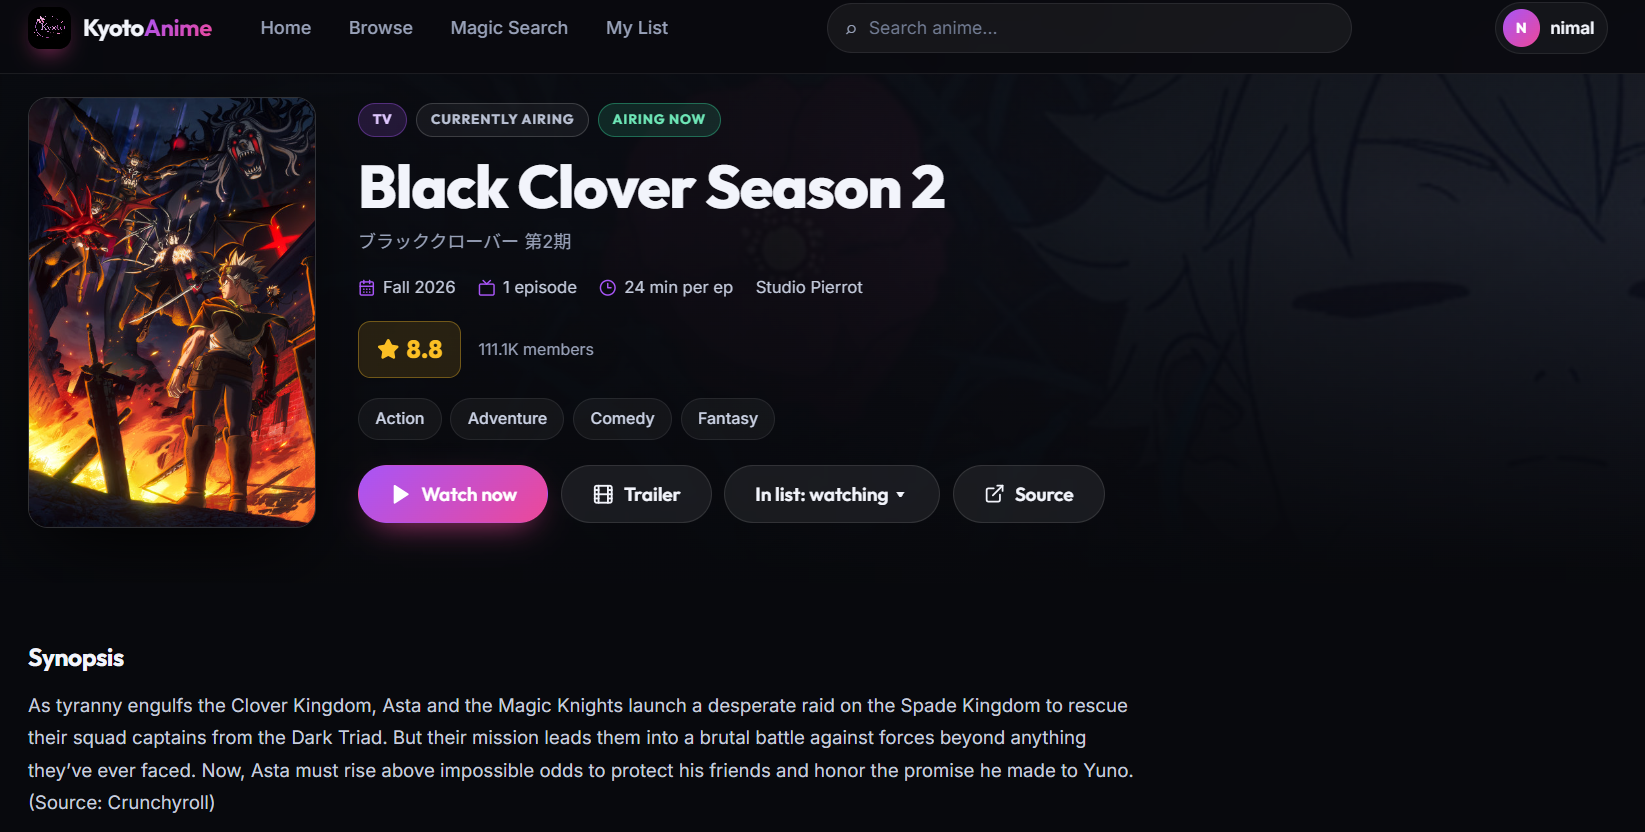 KyotoAnime
Home
Browse
Magic Search
My List
Search anime...
N
nimal
TV
CURRENTLY AIRING
AIRING NOW
Black Clover Season 2
ブラッククローバー 第2期
Fall 2026
1 episode
24 min per ep
Studio Pierrot
8.8
111.1K members
Action
Adventure
Comedy
Fantasy
Watch now
Trailer
In list: watching
Source
Synopsis
As tyranny engulfs the Clover Kingdom, Asta and the Magic Knights launch a desperate raid on the Spade Kingdom to rescue
their squad captains from the Dark Triad. But their mission leads them into a brutal battle against forces beyond anything
they’ve ever faced. Now, Asta must rise above impossible odds to protect his friends and honor the promise he made to Yuno.
(Source: Crunchyroll)